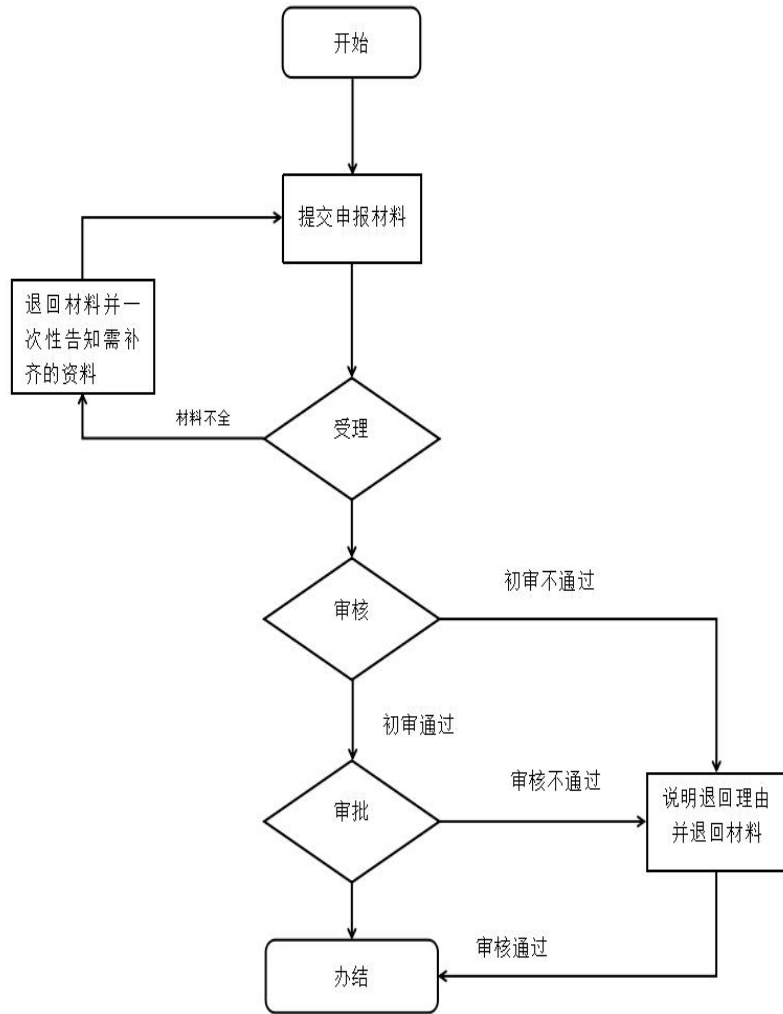 开始
提交申报材料
退回材料并一
次性告知需补
齐的资料
材料不全
受理
审核
初审不通过
初审通过
审批
审核不通过
说明退回理由
并退回材料
审核通过
办结